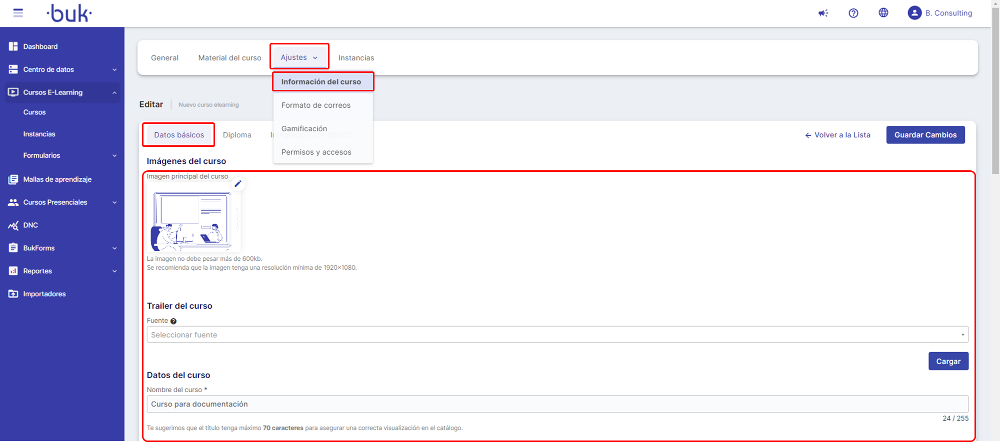 ·buk·
B. Consulting
Dashboard
Centro de datos
Cursos E-Learning
Cursos
Instancias
Formularios
Mallas de aprendizaje
Cursos Presenciales
DNC
BukForms
Reportes
Importadores
General
Material del curso
Ajustes
Instancias
Información del curso
Formato de correos
Gamificación
Permisos y accesos
Editar
Nuevo curso elearning
Datos básicos
Diploma
Volver a la Lista
Guardar Cambios
Imágenes del curso
Imagen principal del curso
La imagen no debe pesar más de 600kb.
Se recomienda que la imagen tenga una resolución mínima de 1920×1080.
Trailer del curso
Fuente
Seleccionar fuente
Cargar
Datos del curso
Nombre del curso *
Curso para documentación
24 / 255
Te sugerimos que el título tenga máximo 70 caracteres para asegurar una correcta visualización en el catálogo.